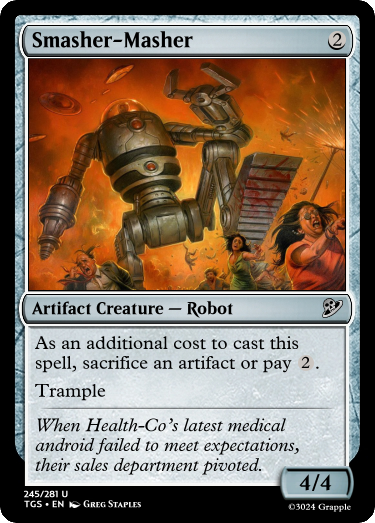 Smasher-Masher 2
Artifact Creature — Robot
As an additional cost to cast this
spell, sacrifice an artifact or pay 2.
Trample
When Health-Co's latest medical
android failed to meet expectations,
their sales department pivoted.
4/4
245/281 U
TGS • EN Greg Staples
©3024 Grapple